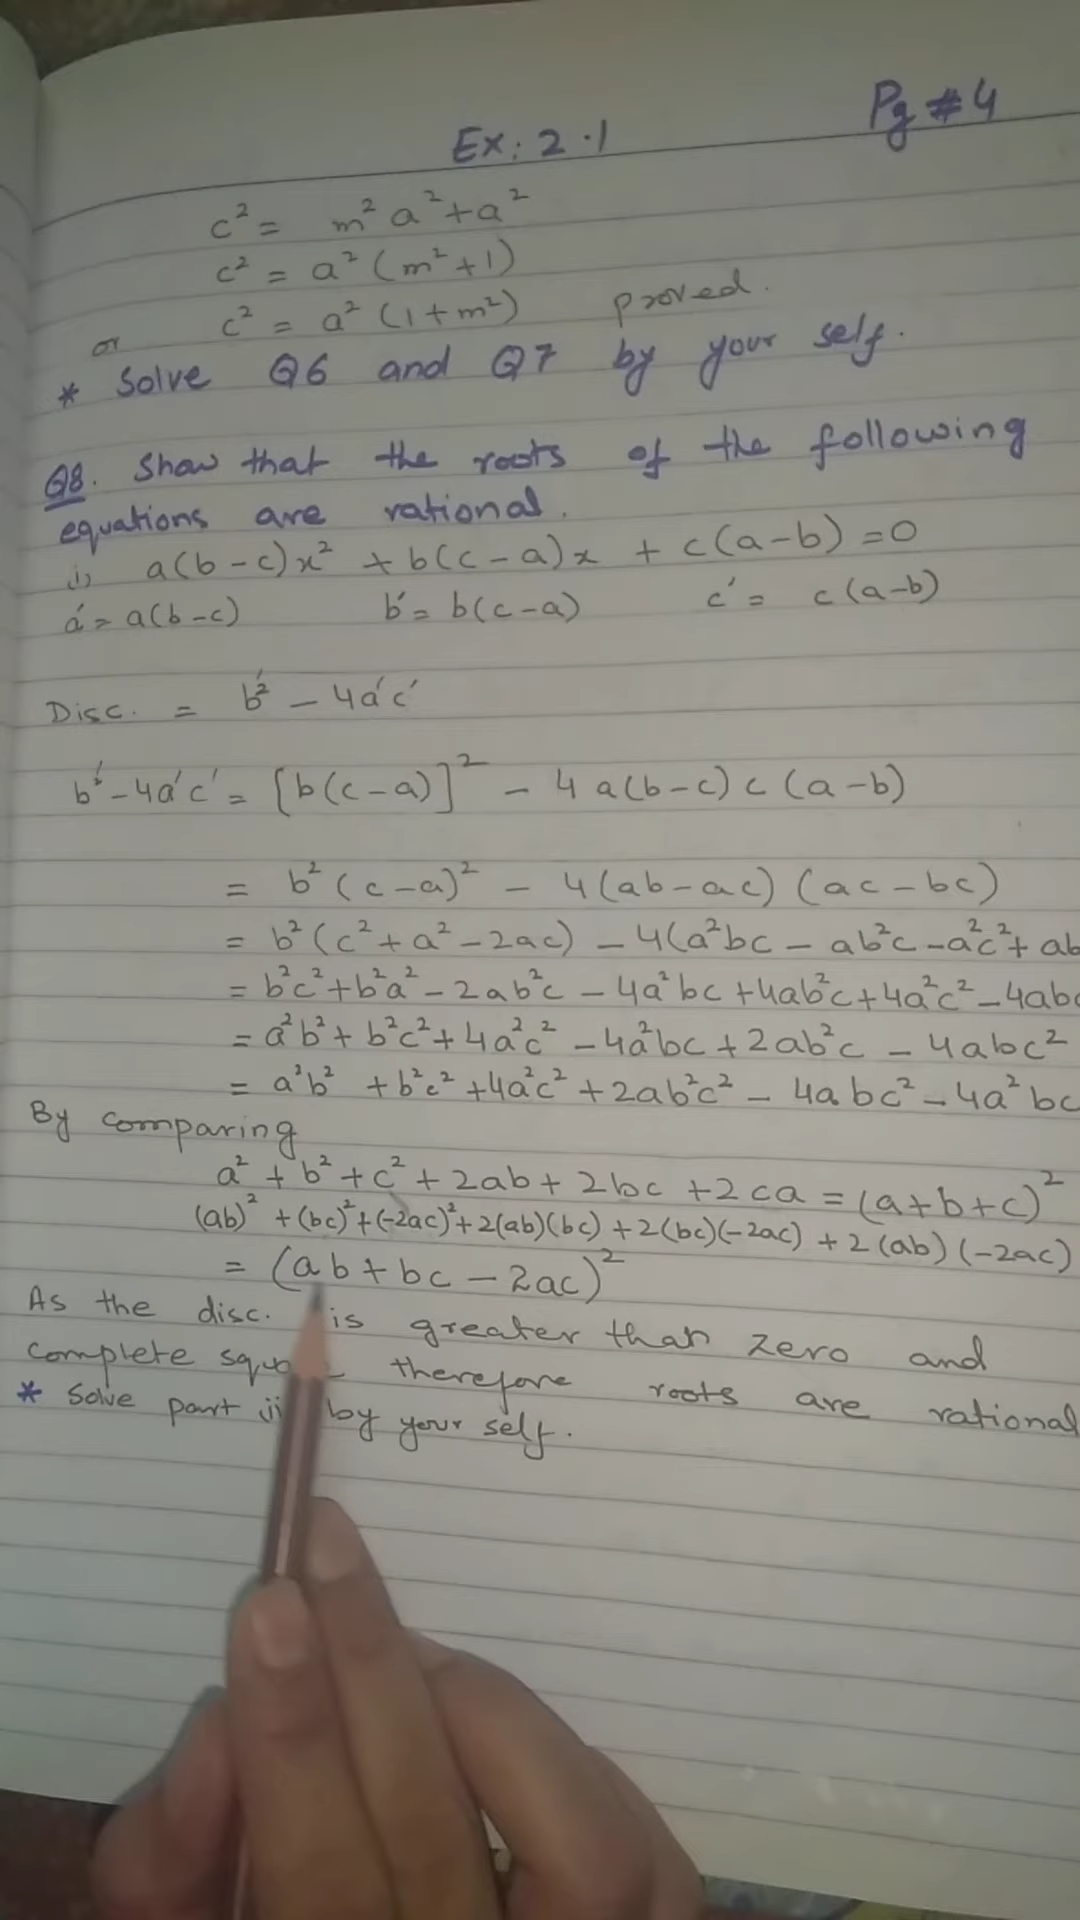 Pg # 4
Ex: 2.1
c² = m² a² + a²
c² = a² (m² + 1)
or c² = a² (1 + m²) proved.
* Solve Q6 and Q7 by your self.
Q8. Show that the roots of the following
equations are rational.
i) a(b - c)x² + b(c - a)x + c(a - b) = 0
a' = a(b - c) b' = b(c - a) c' = c(a - b)
Disc. = b'² - 4a'c'
b'² - 4a'c' = [b(c - a)]² - 4 a(b - c) c (a - b)
= b² (c - a)² - 4(ab - ac) (ac - bc)
= b² (c² + a² - 2ac) - 4(a²bc - ab²c - a²c² + ab
= b²c² + b²a² - 2ab²c - 4a²bc + 4ab²c + 4a²c² - 4abc
= a²b² + b²c² + 4a²c² - 4a²bc + 2ab²c - 4abc²
= a²b² + b²c² + 4a²c² + 2ab²c² - 4abc² - 4a²bc
By comparing
a² + b² + c² + 2ab + 2bc + 2ca = (a + b + c)²
(ab)² + (bc)² + (-2ac)² + 2(ab)(bc) + 2(bc)(-2ac) + 2(ab)(-2ac)
= (ab + bc - 2ac)²
As the disc. is greater than zero and
complete squ therefore roots are rational
* Solve part ii by your self.